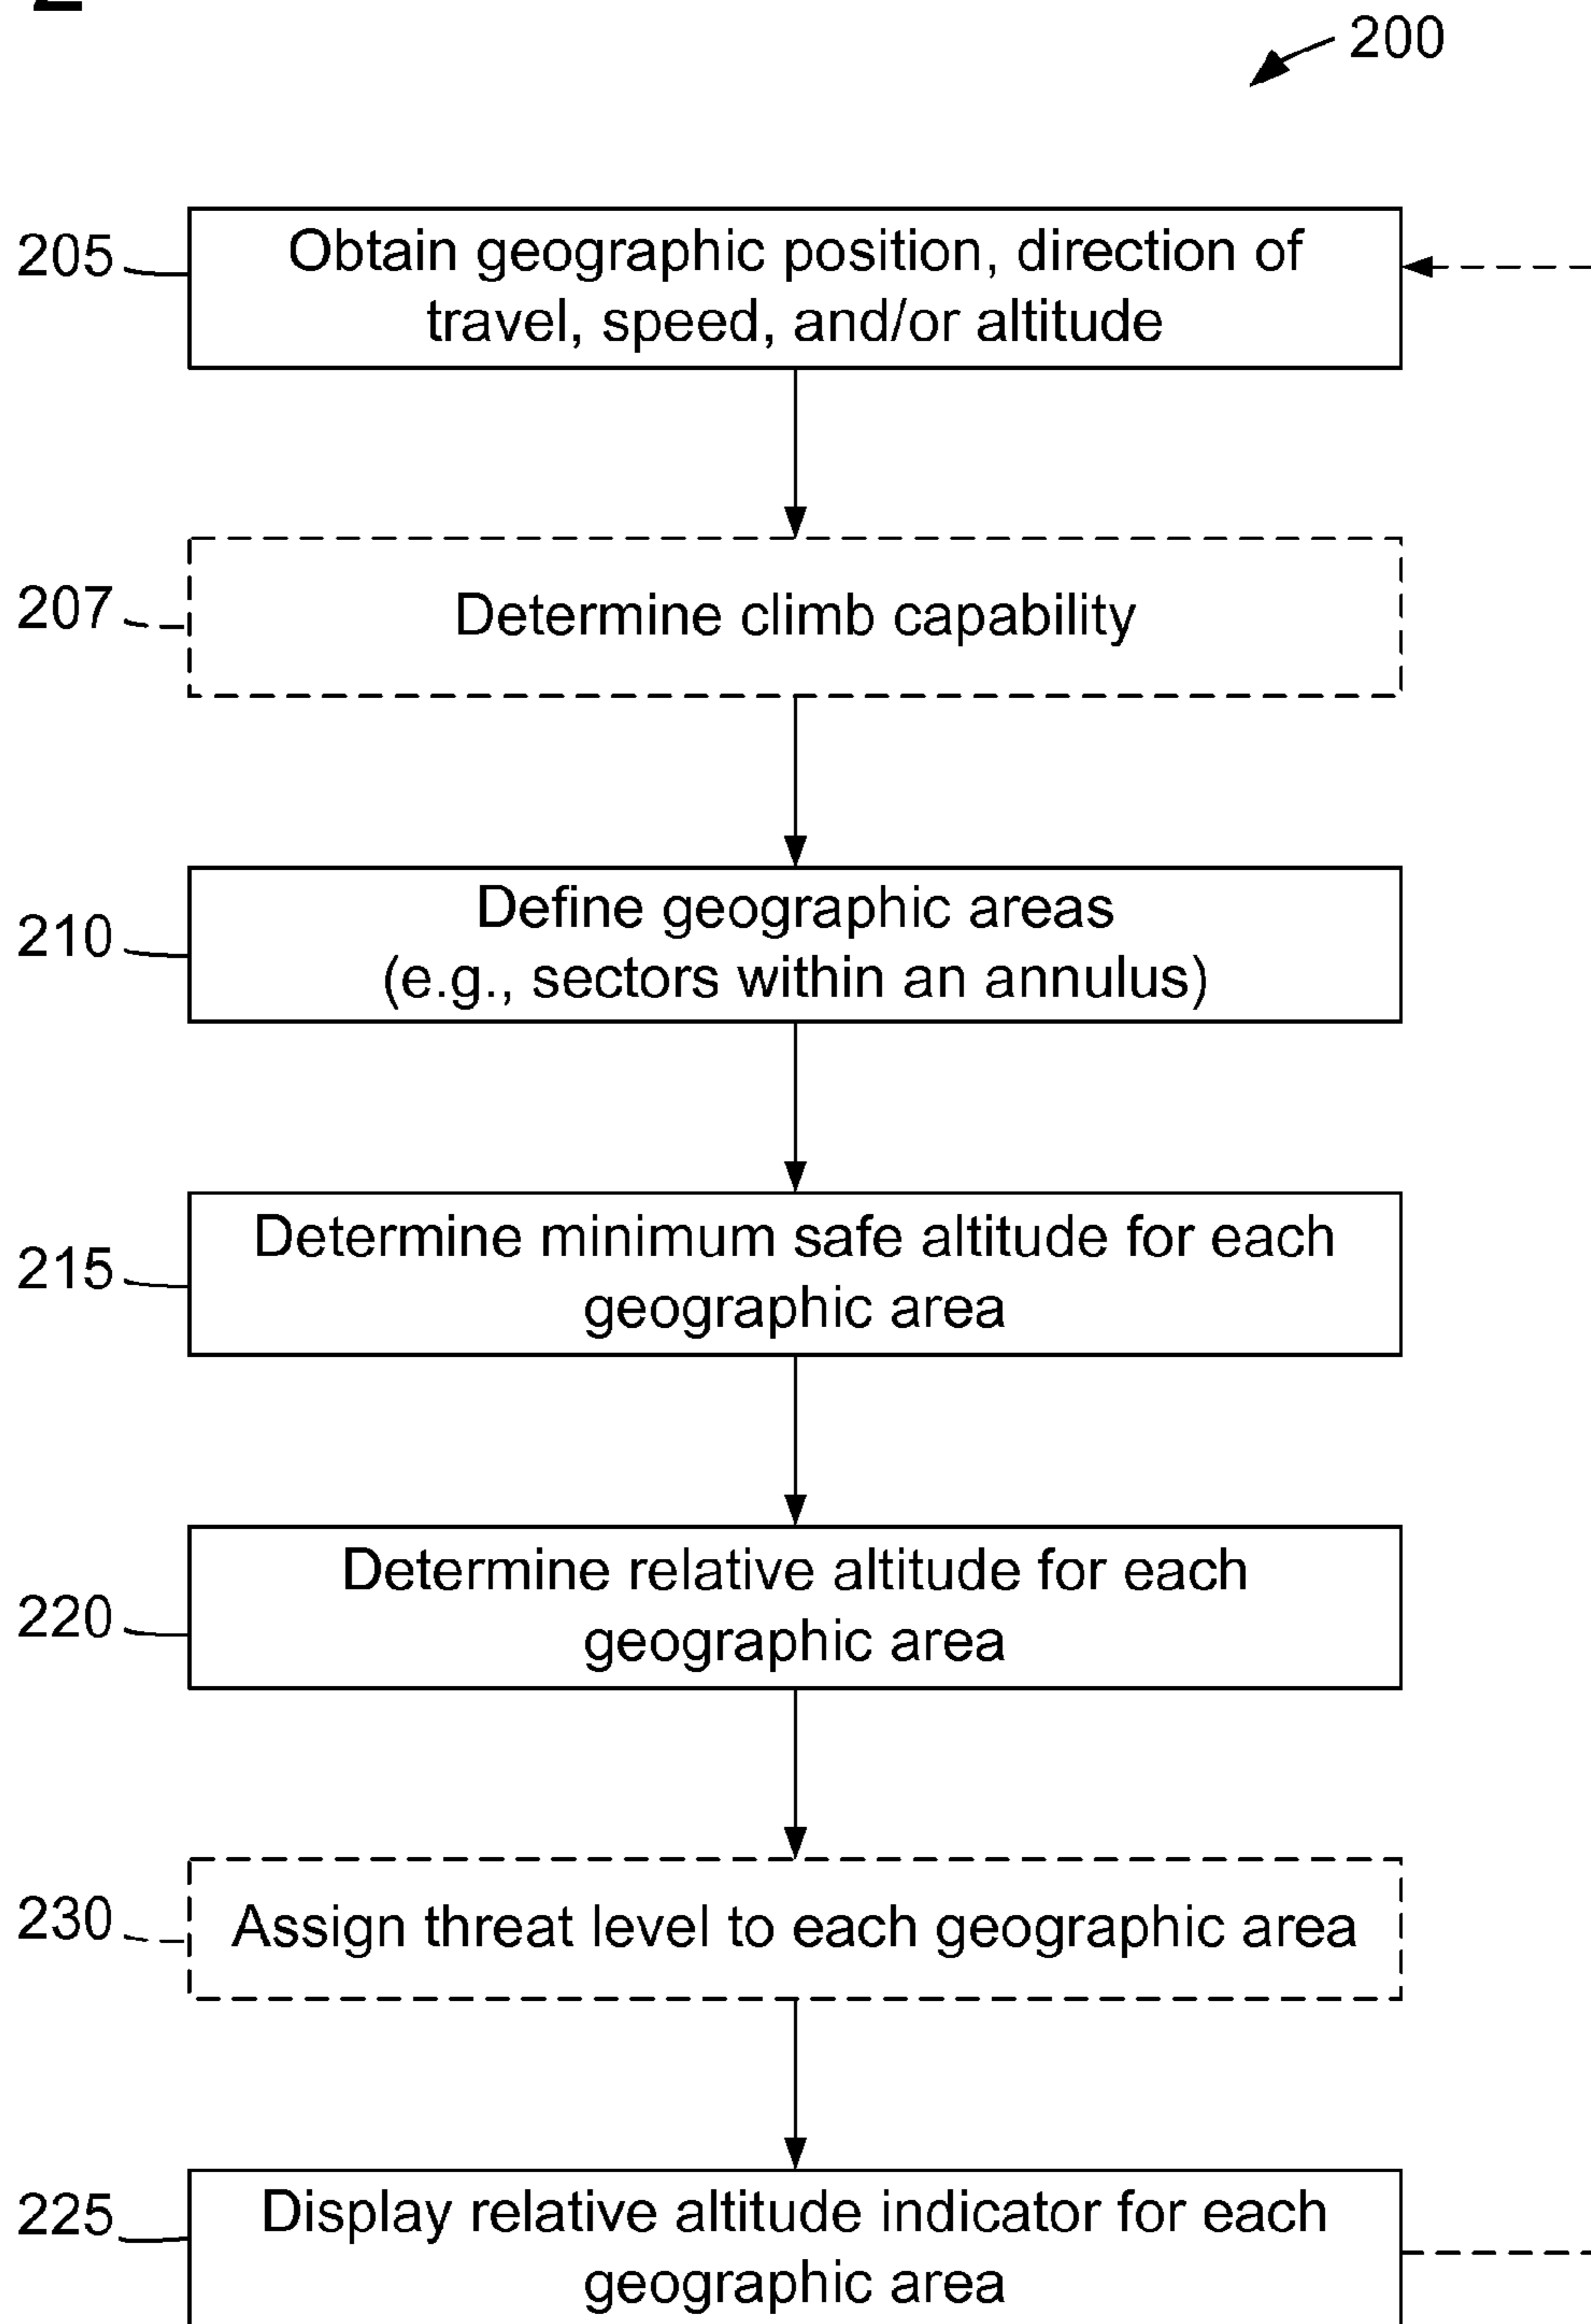 200
205
Obtain geographic position, direction of
travel, speed, and/or altitude
207
Determine climb capability
210
Define geographic areas
(e.g., sectors within an annulus)
215
Determine minimum safe altitude for each
geographic area
220
Determine relative altitude for each
geographic area
230
Assign threat level to each geographic area
225
Display relative altitude indicator for each
geographic area